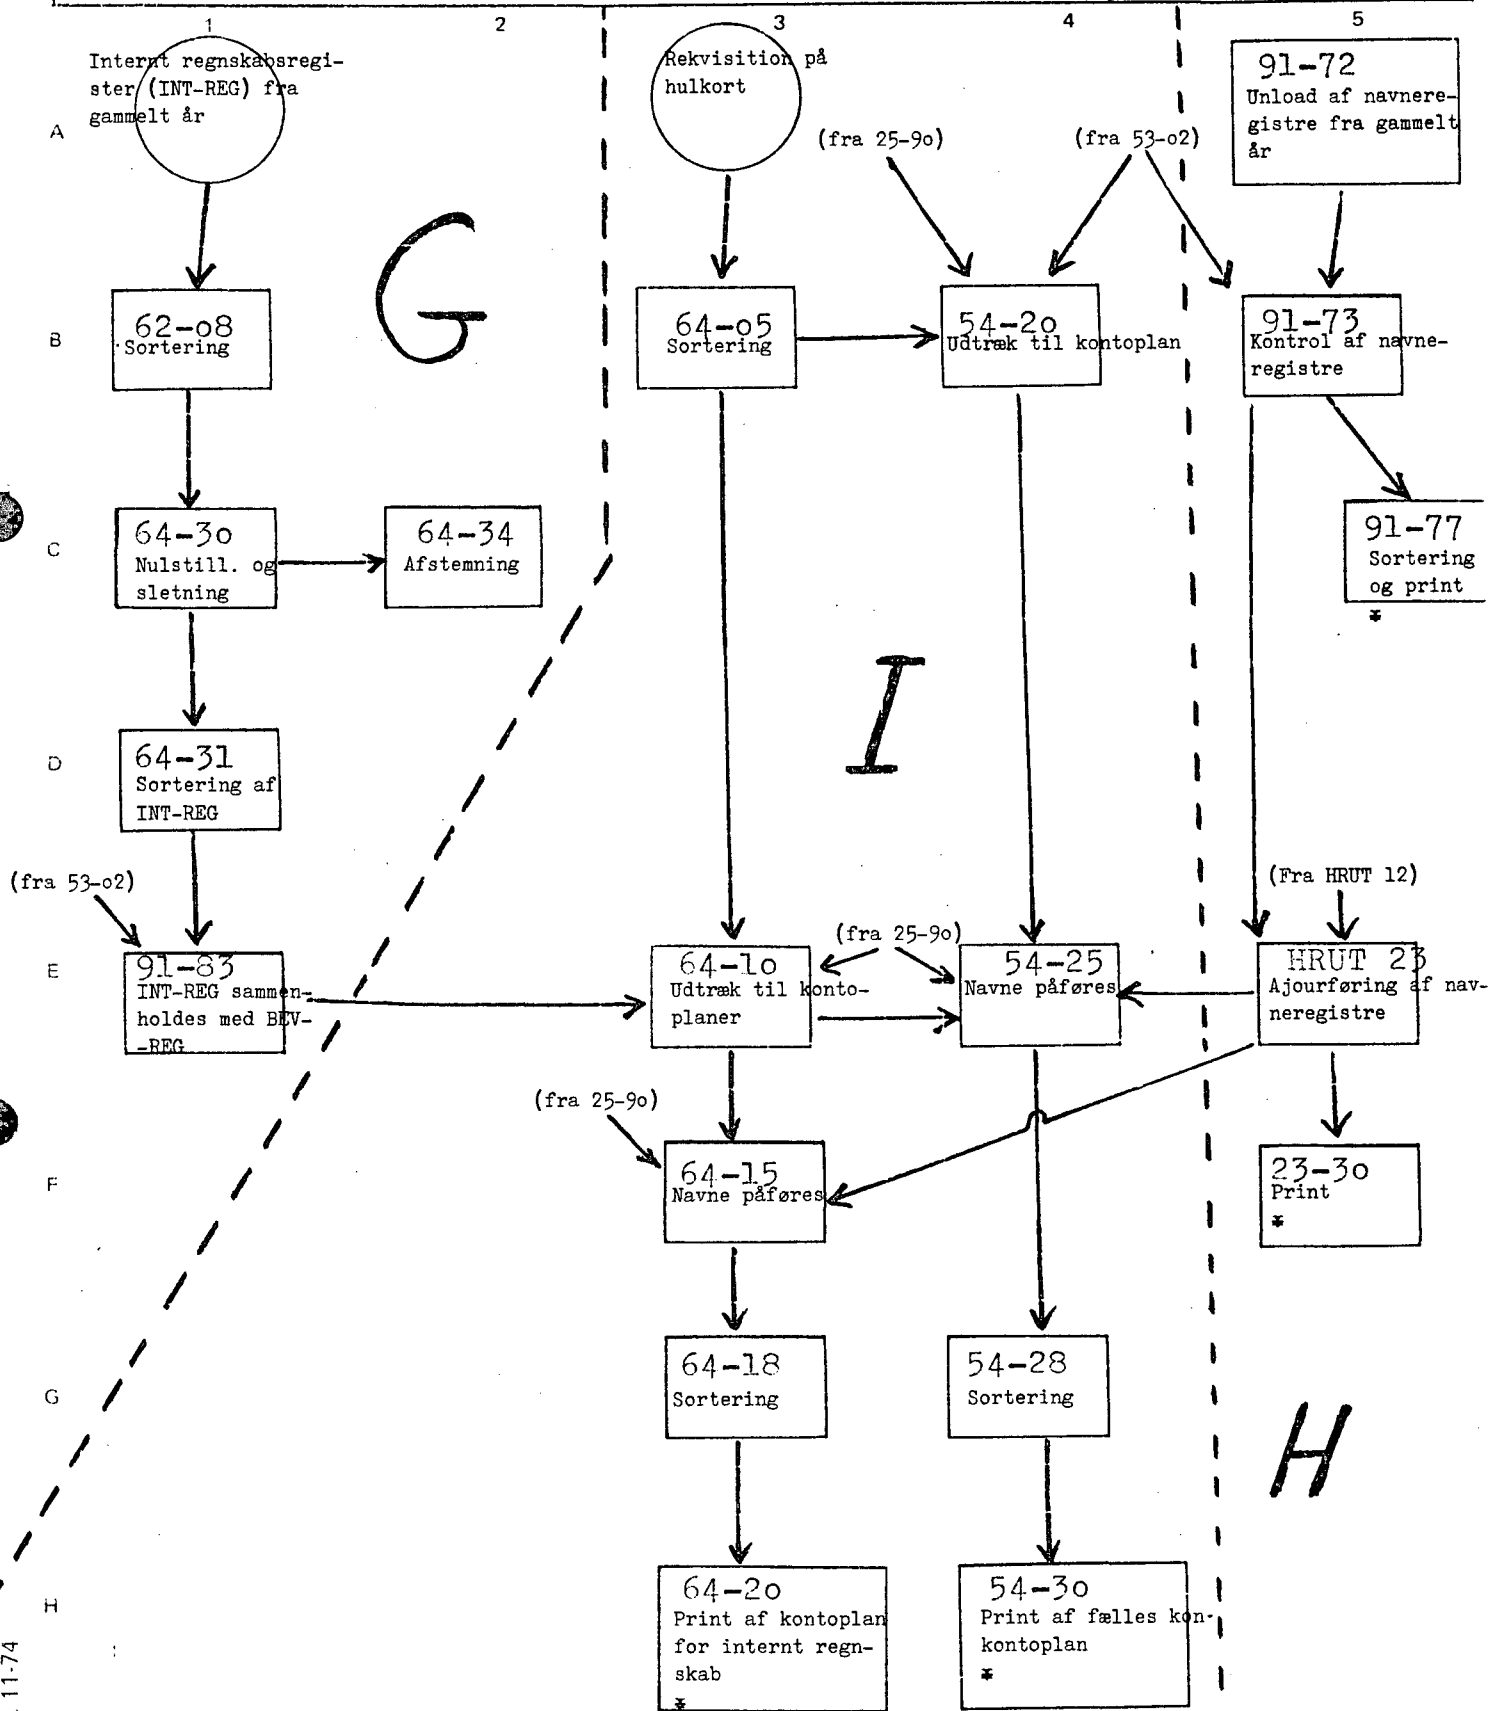 1 2 3 4 5
Internt regnskabsregi-
ster (INT-REG) fra
gammelt år
Rekvisition på
hulkort
91-72
Unload af navnere-
gistre fra gammelt
år
A
(fra 25-9o)
(fra 53-o2)
G
B
62-o8
Sortering
64-o5
Sortering
54-2o
Udtræk til kontoplan
91-73
Kontrol af navne-
registre
C
64-3o
Nulstill. og
sletning
64-34
Afstemning
91-77
Sortering
og print
*
I
D
64-31
Sortering af
INT-REG
(fra 53-o2)
(Fra HRUT 12)
(fra 25-9o)
E
91-83
INT-REG sammen-
holdes med BEV-
-REG
64-1o
Udtræk til konto-
planer
54-25
Navne påføres
HRUT 23
Ajourføring af nav-
neregistre
(fra 25-9o)
F
64-15
Navne påføres
23-3o
Print
*
G
64-18
Sortering
54-28
Sortering
H
H
64-2o
Print af kontoplan
for internt regn-
skab
*
54-3o
Print af fælles kon-
kontoplan
*
11-74